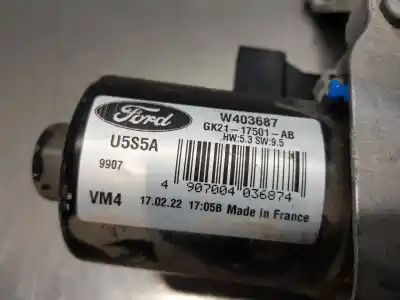 Ford
W403687
GK21-17501-AB
HW:5.3 SW:9.5
U5S5A
9907
4 907004 036874
VM4 17.02.22 17:05B Made in France